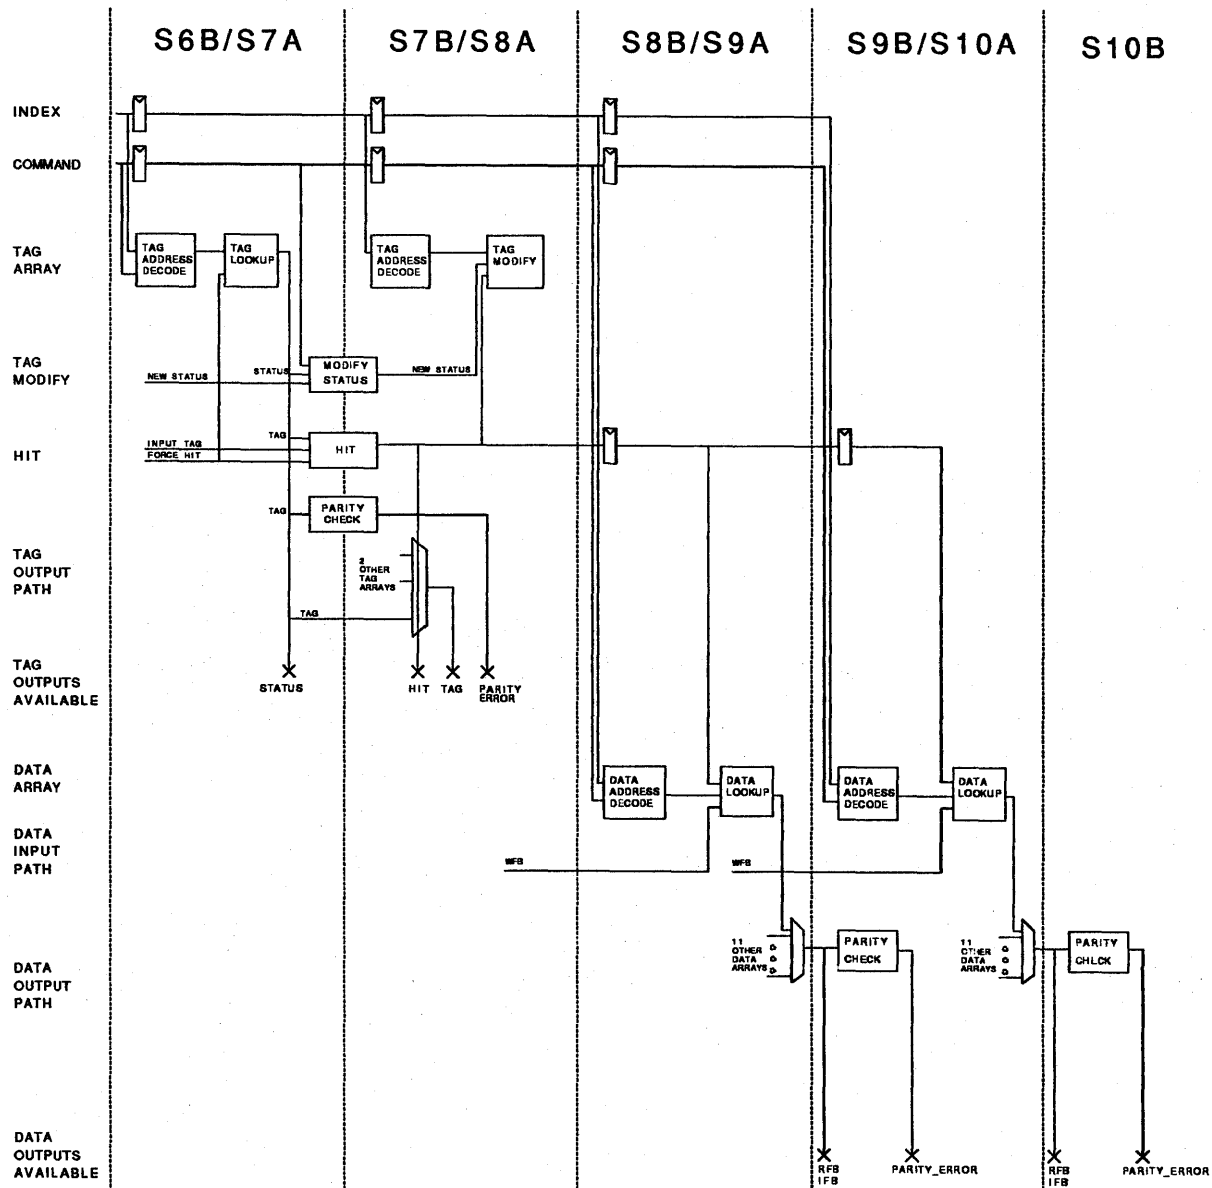 S6B/S7A
S7B/S8A
S8B/S9A
S9B/S10A
S10B
INDEX
COMMAND
TAG
ARRAY
TAG
ADDRESS
DECODE
TAG
LOOKUP
TAG
ADDRESS
DECODE
TAG
MODIFY
TAG
MODIFY
NEW STATUS
STATUS
MODIFY
STATUS
NEW STATUS
HIT
INPUT TAG
FORCE HIT
TAG
HIT
TAG
PARITY
CHECK
TAG
OUTPUT
PATH
2
OTHER
TAG
ARRAYS
TAG
TAG
OUTPUTS
AVAILABLE
STATUS
HIT
TAG
PARITY
ERROR
DATA
ARRAY
DATA
ADDRESS
DECODE
DATA
LOOKUP
DATA
ADDRESS
DECODE
DATA
LOOKUP
DATA
INPUT
PATH
WFB
WFB
DATA
OUTPUT
PATH
11
OTHER
DATA
ARRAYS
PARITY
CHECK
11
OTHER
DATA
ARRAYS
PARITY
CHECK
DATA
OUTPUTS
AVAILABLE
RFB
IFB
PARITY_ERROR
RFB
IFB
PARITY_ERROR